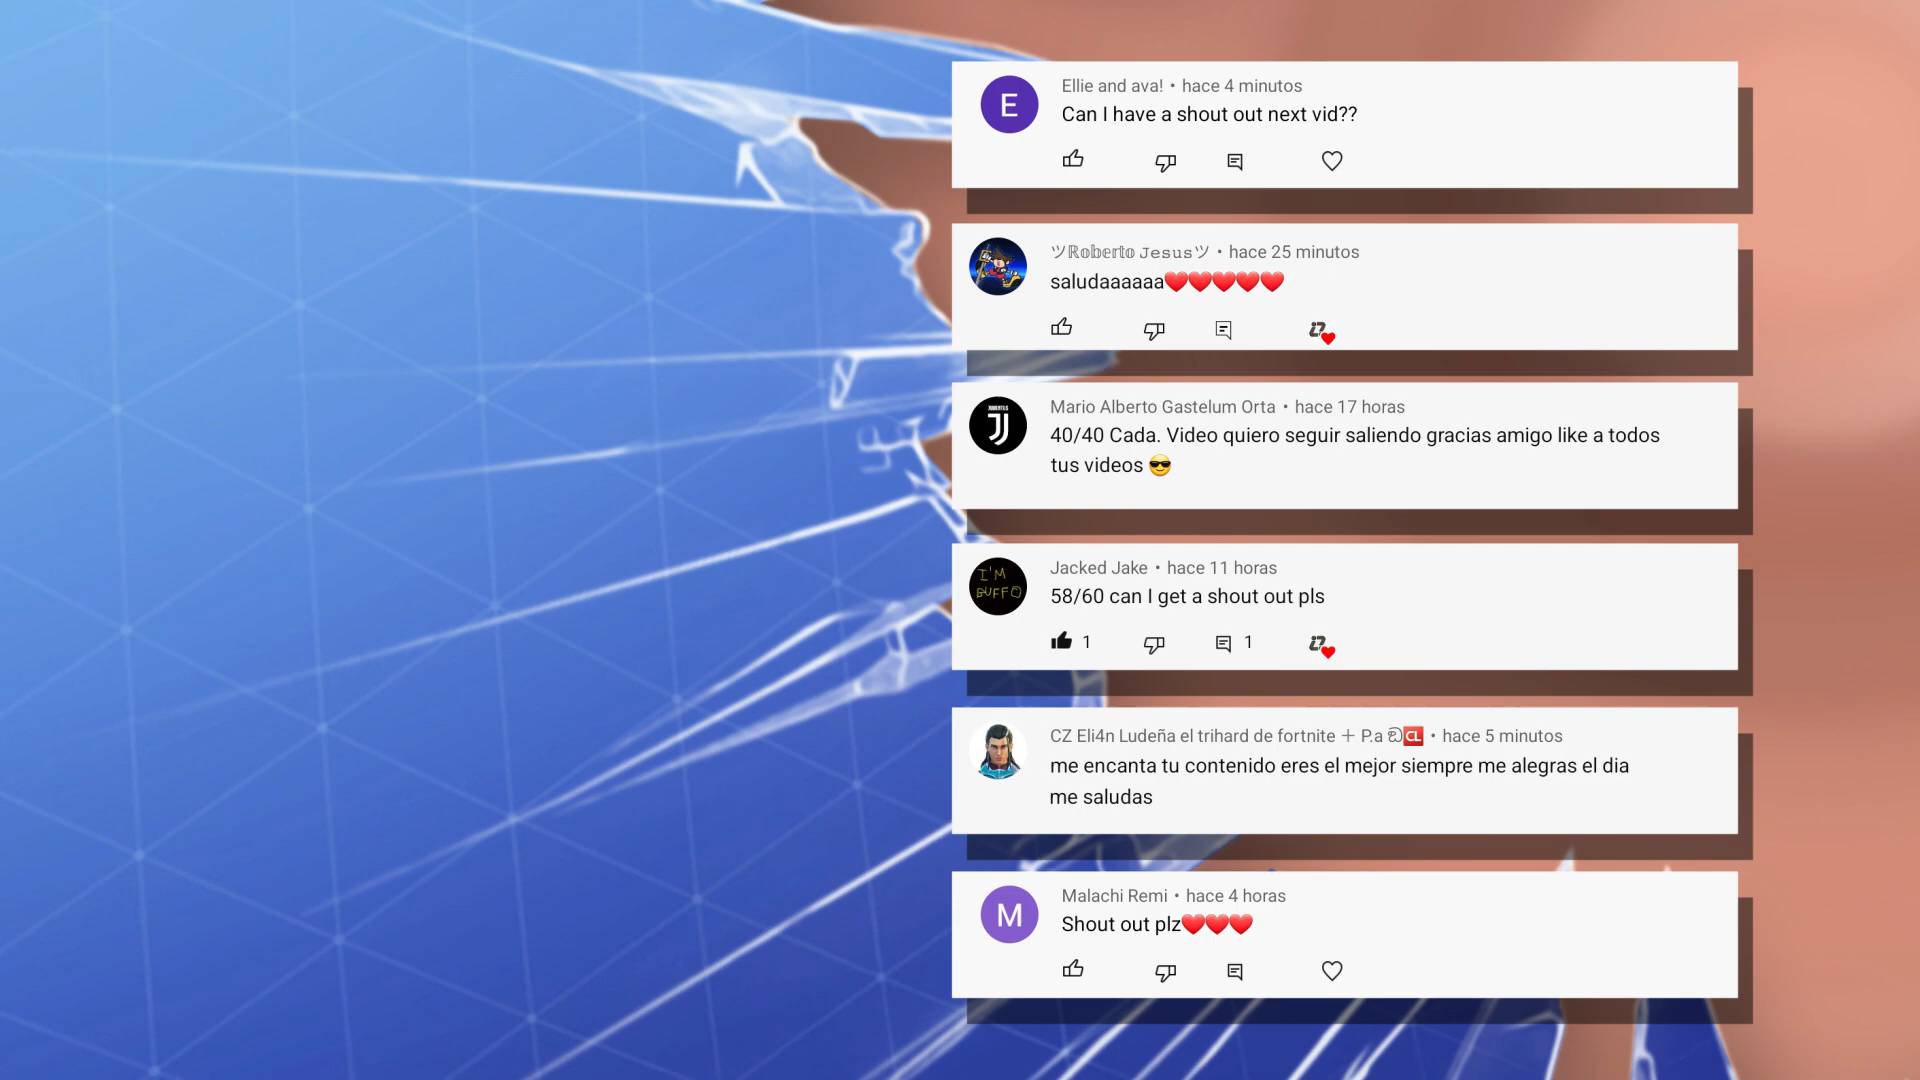 E
Ellie and ava! • hace 4 minutos
Can I have a shout out next vid??
ツℝ𝕠𝕓𝕖𝕣𝕥𝕠 𝙹𝚎𝚜𝚞𝚜ツ • hace 25 minutos
saludaaaaaa❤️❤️❤️❤️❤️
JUVENTUS
Mario Alberto Gastelum Orta • hace 17 horas
40/40 Cada. Video quiero seguir saliendo gracias amigo like a todos
tus videos 😎
I'M
BUFFO
Jacked Jake • hace 11 horas
58/60 can I get a shout out pls
1 1
CZ Eli4n Ludeña el trihard de fortnite + P.a 🆑 • hace 5 minutos
me encanta tu contenido eres el mejor siempre me alegras el dia
me saludas
M
Malachi Remi • hace 4 horas
Shout out plz❤️❤️❤️